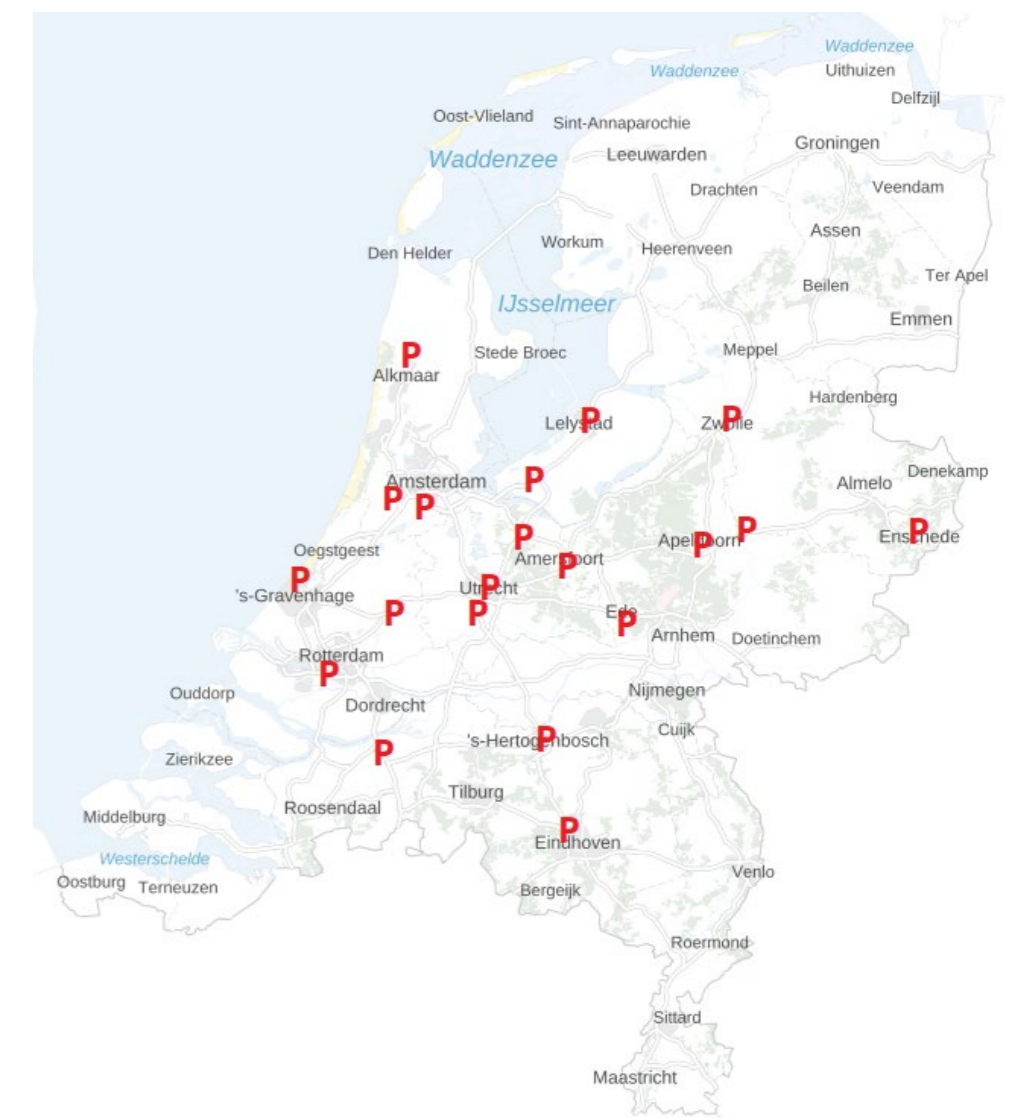 Waddenzee
Uithuizen
Waddenzee
Delfzijl
Oost-Vlieland
Sint-Annaparochie
Groningen
Waddenzee
Leeuwarden
Drachten
Veendam
Assen
Workum
Heerenveen
Den Helder
Ter Apel
Beilen
IJsselmeer
Emmen
Stede Broec
Meppel
P
Alkmaar
Hardenberg
P
Lelystad
P
Zwolle
Denekamp
Almelo
P
Amsterdam
P
P
P
Enschede
P
Apeldoorn
P
P
Oegstgeest
Amersfoort
P
P
P
's-Gravenhage
Utrecht
P
P
P
Ede
P
Arnhem
Doetinchem
Rotterdam
P
Ouddorp
Dordrecht
Nijmegen
Cuijk
's-Hertogenbosch
P
P
Zierikzee
Tilburg
Roosendaal
Middelburg
P
Eindhoven
Westerschelde
Venlo
Oostburg
Terneuzen
Bergeijk
Roermond
Sittard
Maastricht